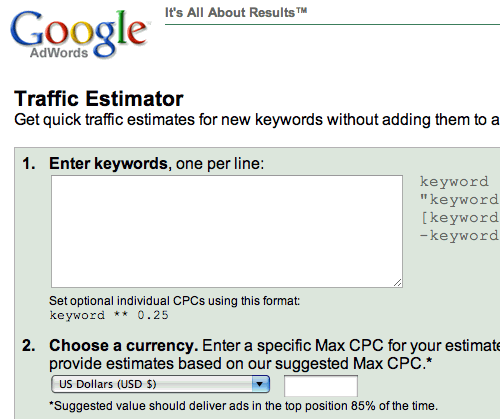 Google
AdWords
It's All About Results™
Traffic Estimator
Get quick traffic estimates for new keywords without adding them to a
1. Enter keywords, one per line:
keyword
"keyword
[keyword
-keyword
Set optional individual CPCs using this format:
keyword ** 0.25
2. Choose a currency. Enter a specific Max CPC for your estimate
provide estimates based on our suggested Max CPC.*
US Dollars (USD $)
*Suggested value should deliver ads in the top position 85% of the time.